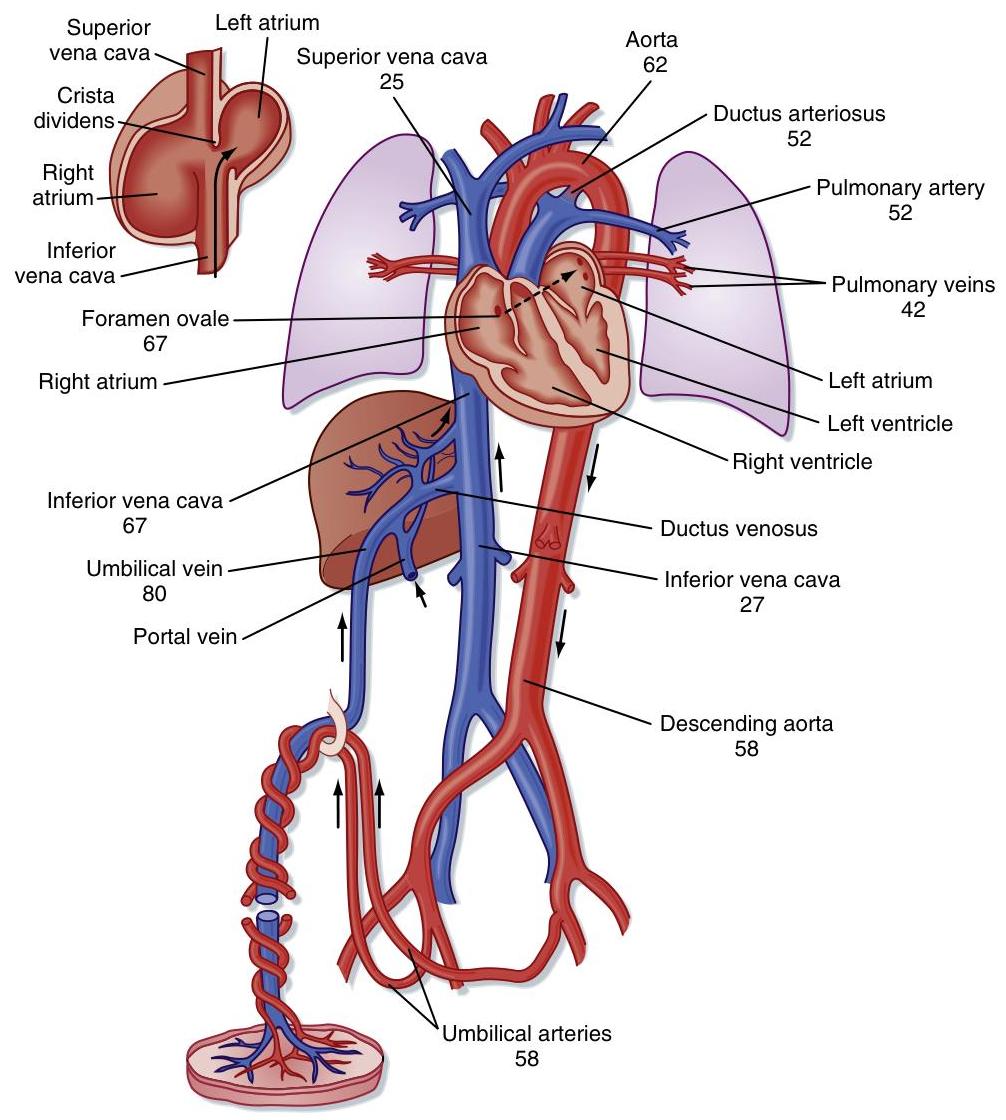 Superior
vena cava
Left atrium
Crista
dividens
Right
atrium
Inferior
vena cava
Superior vena cava
25
Aorta
62
Ductus arteriosus
52
Pulmonary artery
52
Pulmonary veins
42
Foramen ovale
67
Right atrium
Left atrium
Left ventricle
Right ventricle
Inferior vena cava
67
Ductus venosus
Umbilical vein
80
Inferior vena cava
27
Portal vein
Descending aorta
58
Umbilical arteries
58